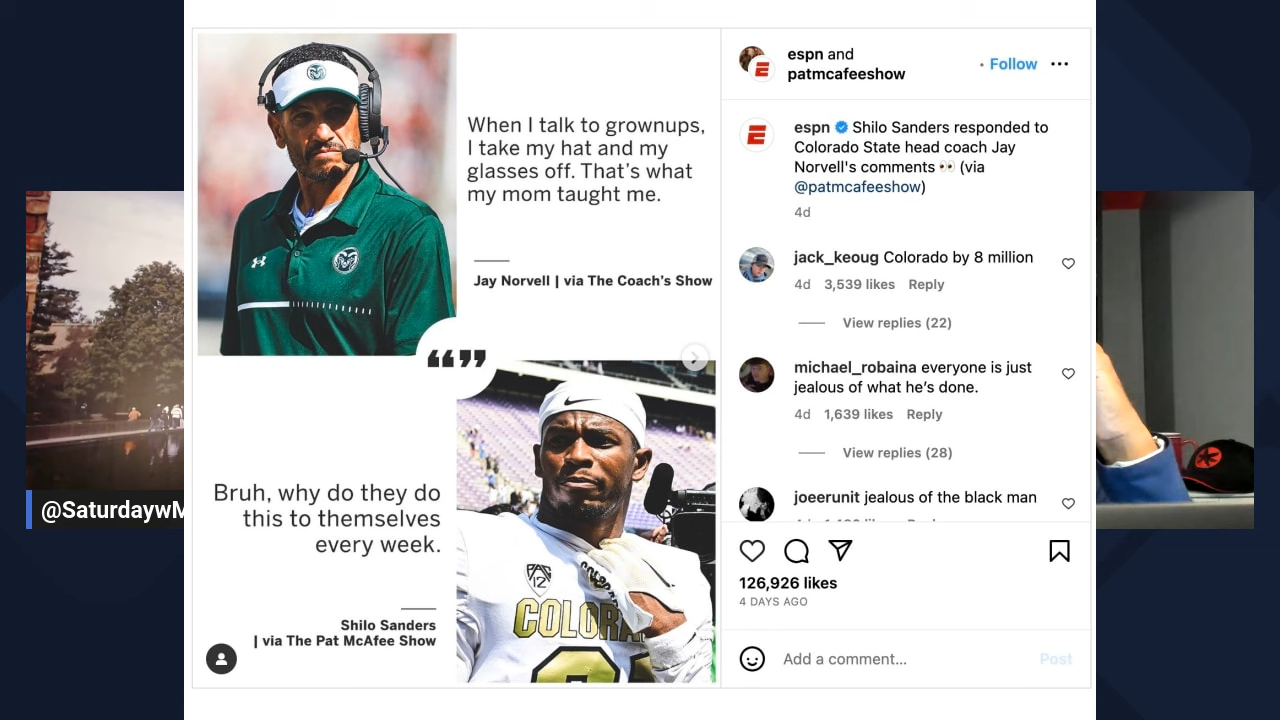 When I talk to grownups,
I take my hat and my
glasses off. That's what
my mom taught me.
Jay Norvell | via The Coach's Show
Bruh, why do they do
this to themselves
every week.
Shilo Sanders
| via The Pat McAfee Show
PAC
12
COLORA
@SaturdaywM
espn and
patmcafeeshow
• Follow
espn Shilo Sanders responded to
Colorado State head coach Jay
Norvell's comments 👀 (via
@patmcafeeshow)
4d
jack_keoug Colorado by 8 million
4d 3,539 likes Reply
View replies (22)
michael_robaina everyone is just
jealous of what he's done.
4d 1,639 likes Reply
View replies (28)
joeerunit jealous of the black man
126,926 likes
4 DAYS AGO
Add a comment...
Post